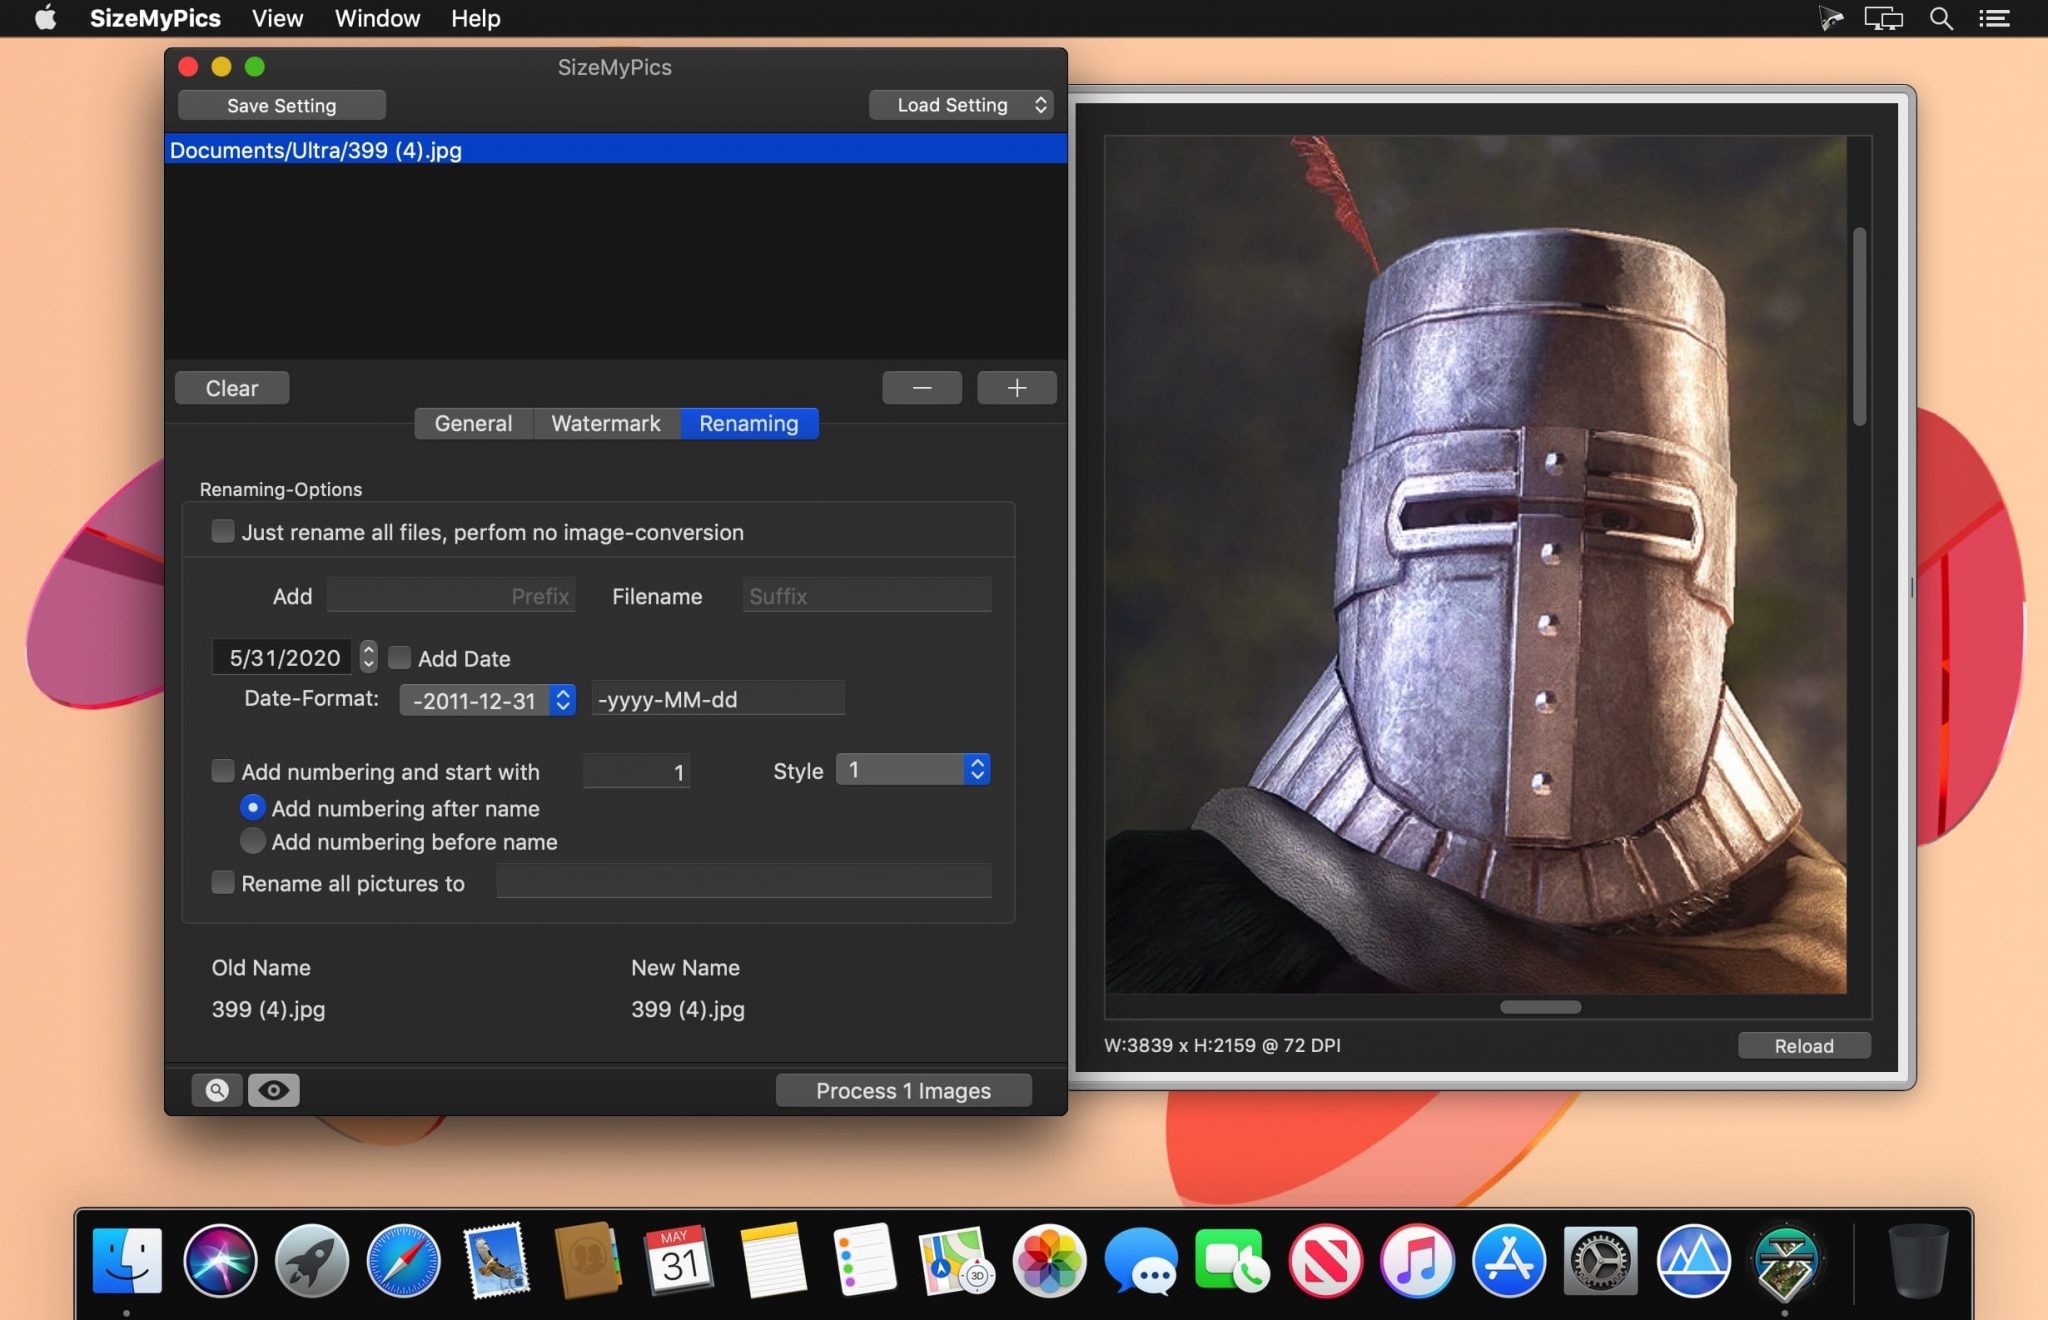 SizeMyPics View Window Help
SizeMyPics
Save Setting
Load Setting
Documents/Ultra/399 (4).jpg
Clear
General Watermark Renaming
Renaming-Options
Just rename all files, perfom no image-conversion
Add Prefix Filename Suffix
5/31/2020 Add Date
Date-Format: -2011-12-31 -yyyy-MM-dd
Add numbering and start with 1 Style 1
Add numbering after name
Add numbering before name
Rename all pictures to
Old Name New Name
399 (4).jpg 399 (4).jpg
Process 1 Images
W:3839 x H:2159 @ 72 DPI
Reload
MAY
31
3D